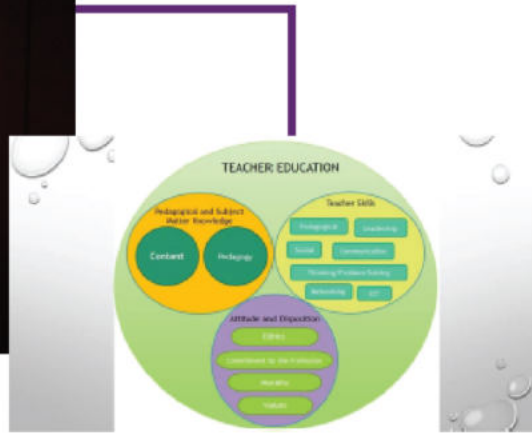 TEACHER EDUCATION
Pedagogical and Subject
Matter Knowledge
Content
Pedagogy
Teacher Skills
Pedagogical
Leadership
Social
Communication
Thinking/Problem Solving
Networking
ICT
Attitude and Disposition
Ethics
Commitment to the Profession
Values